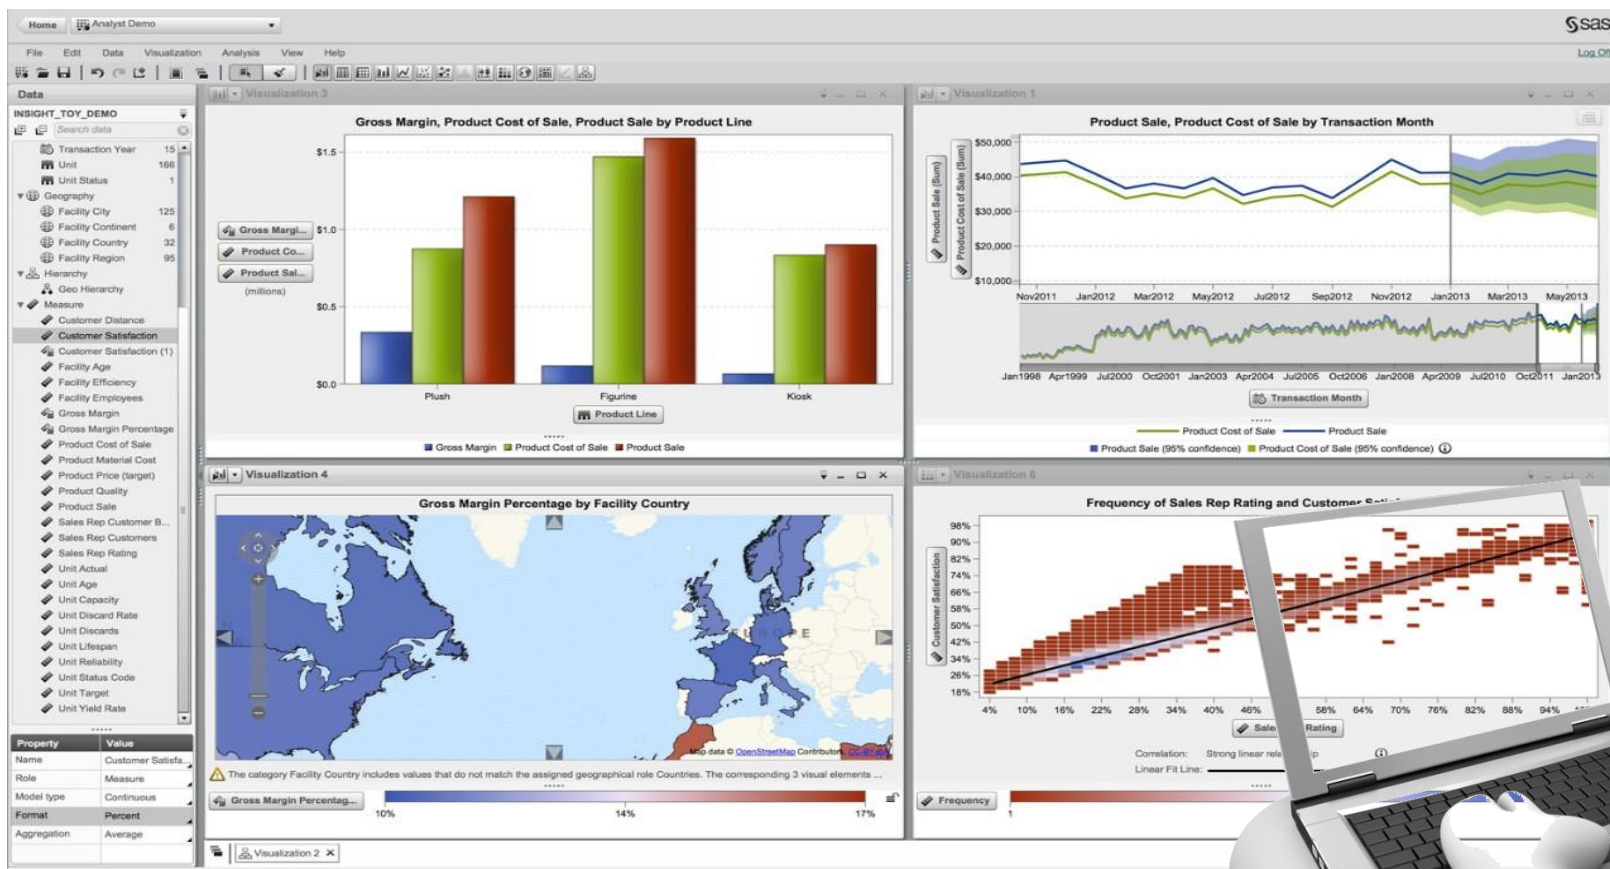 Home
Analyst Demo
sas
File Edit Data Visualization Analysis View Help
Log Off
Data
INSIGHT_TOY_DEMO
Search data
Transaction Year 15
Unit 166
Unit Status 1
Geography
Facility City 125
Facility Continent 6
Facility Country 32
Facility Region 95
Hierarchy
Geo Hierarchy
Measure
Customer Distance
Customer Satisfaction
Customer Satisfaction (1)
Facility Age
Facility Efficiency
Facility Employees
Gross Margin
Gross Margin Percentage
Product Cost of Sale
Product Material Cost
Product Price (target)
Product Quality
Product Sale
Sales Rep Customer B...
Sales Rep Customers
Sales Rep Rating
Unit Actual
Unit Age
Unit Capacity
Unit Discard Rate
Unit Discards
Unit Lifespan
Unit Reliability
Unit Status Code
Unit Target
Unit Yield Rate
Property Value
Name Customer Satisfa...
Role Measure
Model type Continuous
Format Percent
Aggregation Average
Visualization 3
Gross Margin, Product Cost of Sale, Product Sale by Product Line
Gross Margi...
Product Co...
Product Sal...
(millions)
$1.5
$1.0
$0.5
$0.0
Plush Figurine Kiosk
Product Line
Gross Margin Product Cost of Sale Product Sale
Visualization 1
Product Sale, Product Cost of Sale by Transaction Month
Product Sale (Sum)
Product Cost of Sale (Sum)
$50,000
$40,000
$30,000
$20,000
$10,000
Nov2011 Jan2012 Mar2012 May2012 Jul2012 Sep2012 Nov2012 Jan2013 Mar2013 May2013
Jan1998 Apr1999 Jul2000 Oct2001 Jan2003 Apr2004 Jul2005 Oct2006 Jan2008 Apr2009 Jul2010 Oct2011 Jan2013
Transaction Month
Product Cost of Sale Product Sale
Product Sale (95% confidence) Product Cost of Sale (95% confidence)
Visualization 4
Gross Margin Percentage by Facility Country
EUROPE
Map data © OpenStreetMap Contributors, CC-BY-SA
The category Facility Country includes values that do not match the assigned geographical role Countries. The corresponding 3 visual elements ...
Gross Margin Percentag...
10% 14% 17%
Visualization 6
Frequency of Sales Rep Rating and Customer
Customer Satisfaction
98%
90%
82%
74%
66%
58%
50%
42%
34%
26%
18%
4% 10% 16% 22% 28% 34% 40% 46% 58% 64% 70% 76% 82% 88% 94%
Sales Rating
Correlation: Strong linear
Linear Fit Line:
Frequency
1
Visualization 2